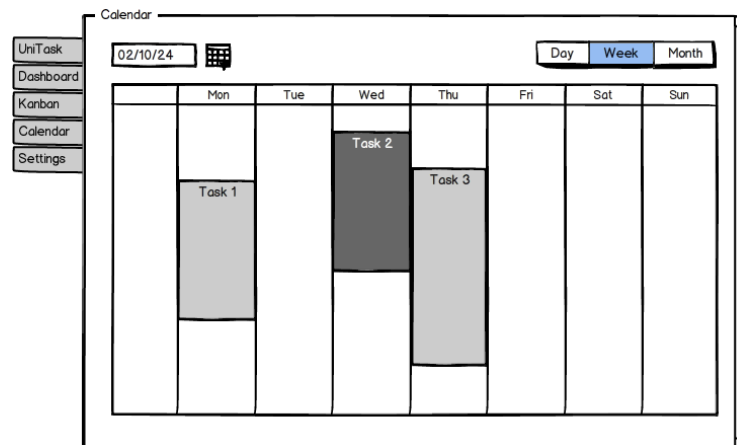 Calendar
UniTask
Dashboard
Kanban
Calendar
Settings
02/10/24
Day Week Month
Mon Tue Wed Thu Fri Sat Sun
Task 2
Task 3
Task 1